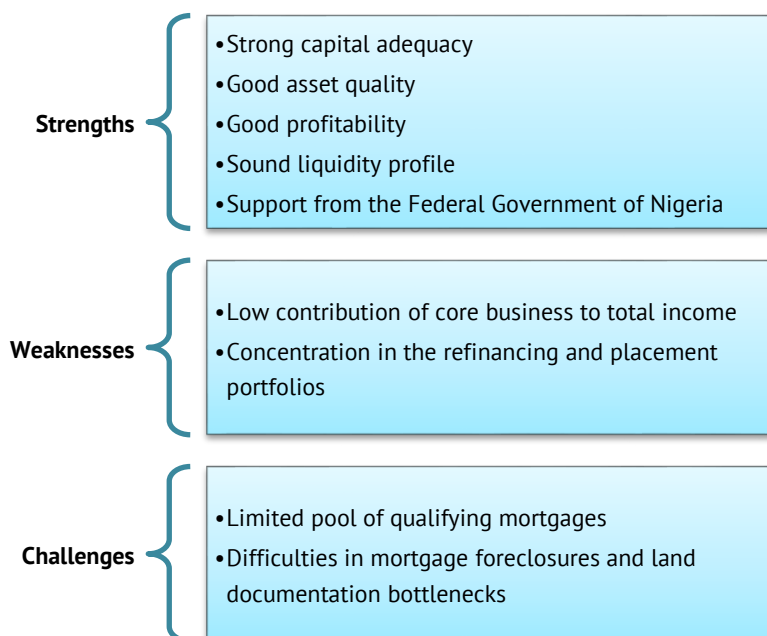 Strengths
•Strong capital adequacy
•Good asset quality
•Good profitability
•Sound liquidity profile
•Support from the Federal Government of Nigeria
Weaknesses
•Low contribution of core business to total income
•Concentration in the refinancing and placement
portfolios
Challenges
•Limited pool of qualifying mortgages
•Difficulties in mortgage foreclosures and land
documentation bottlenecks